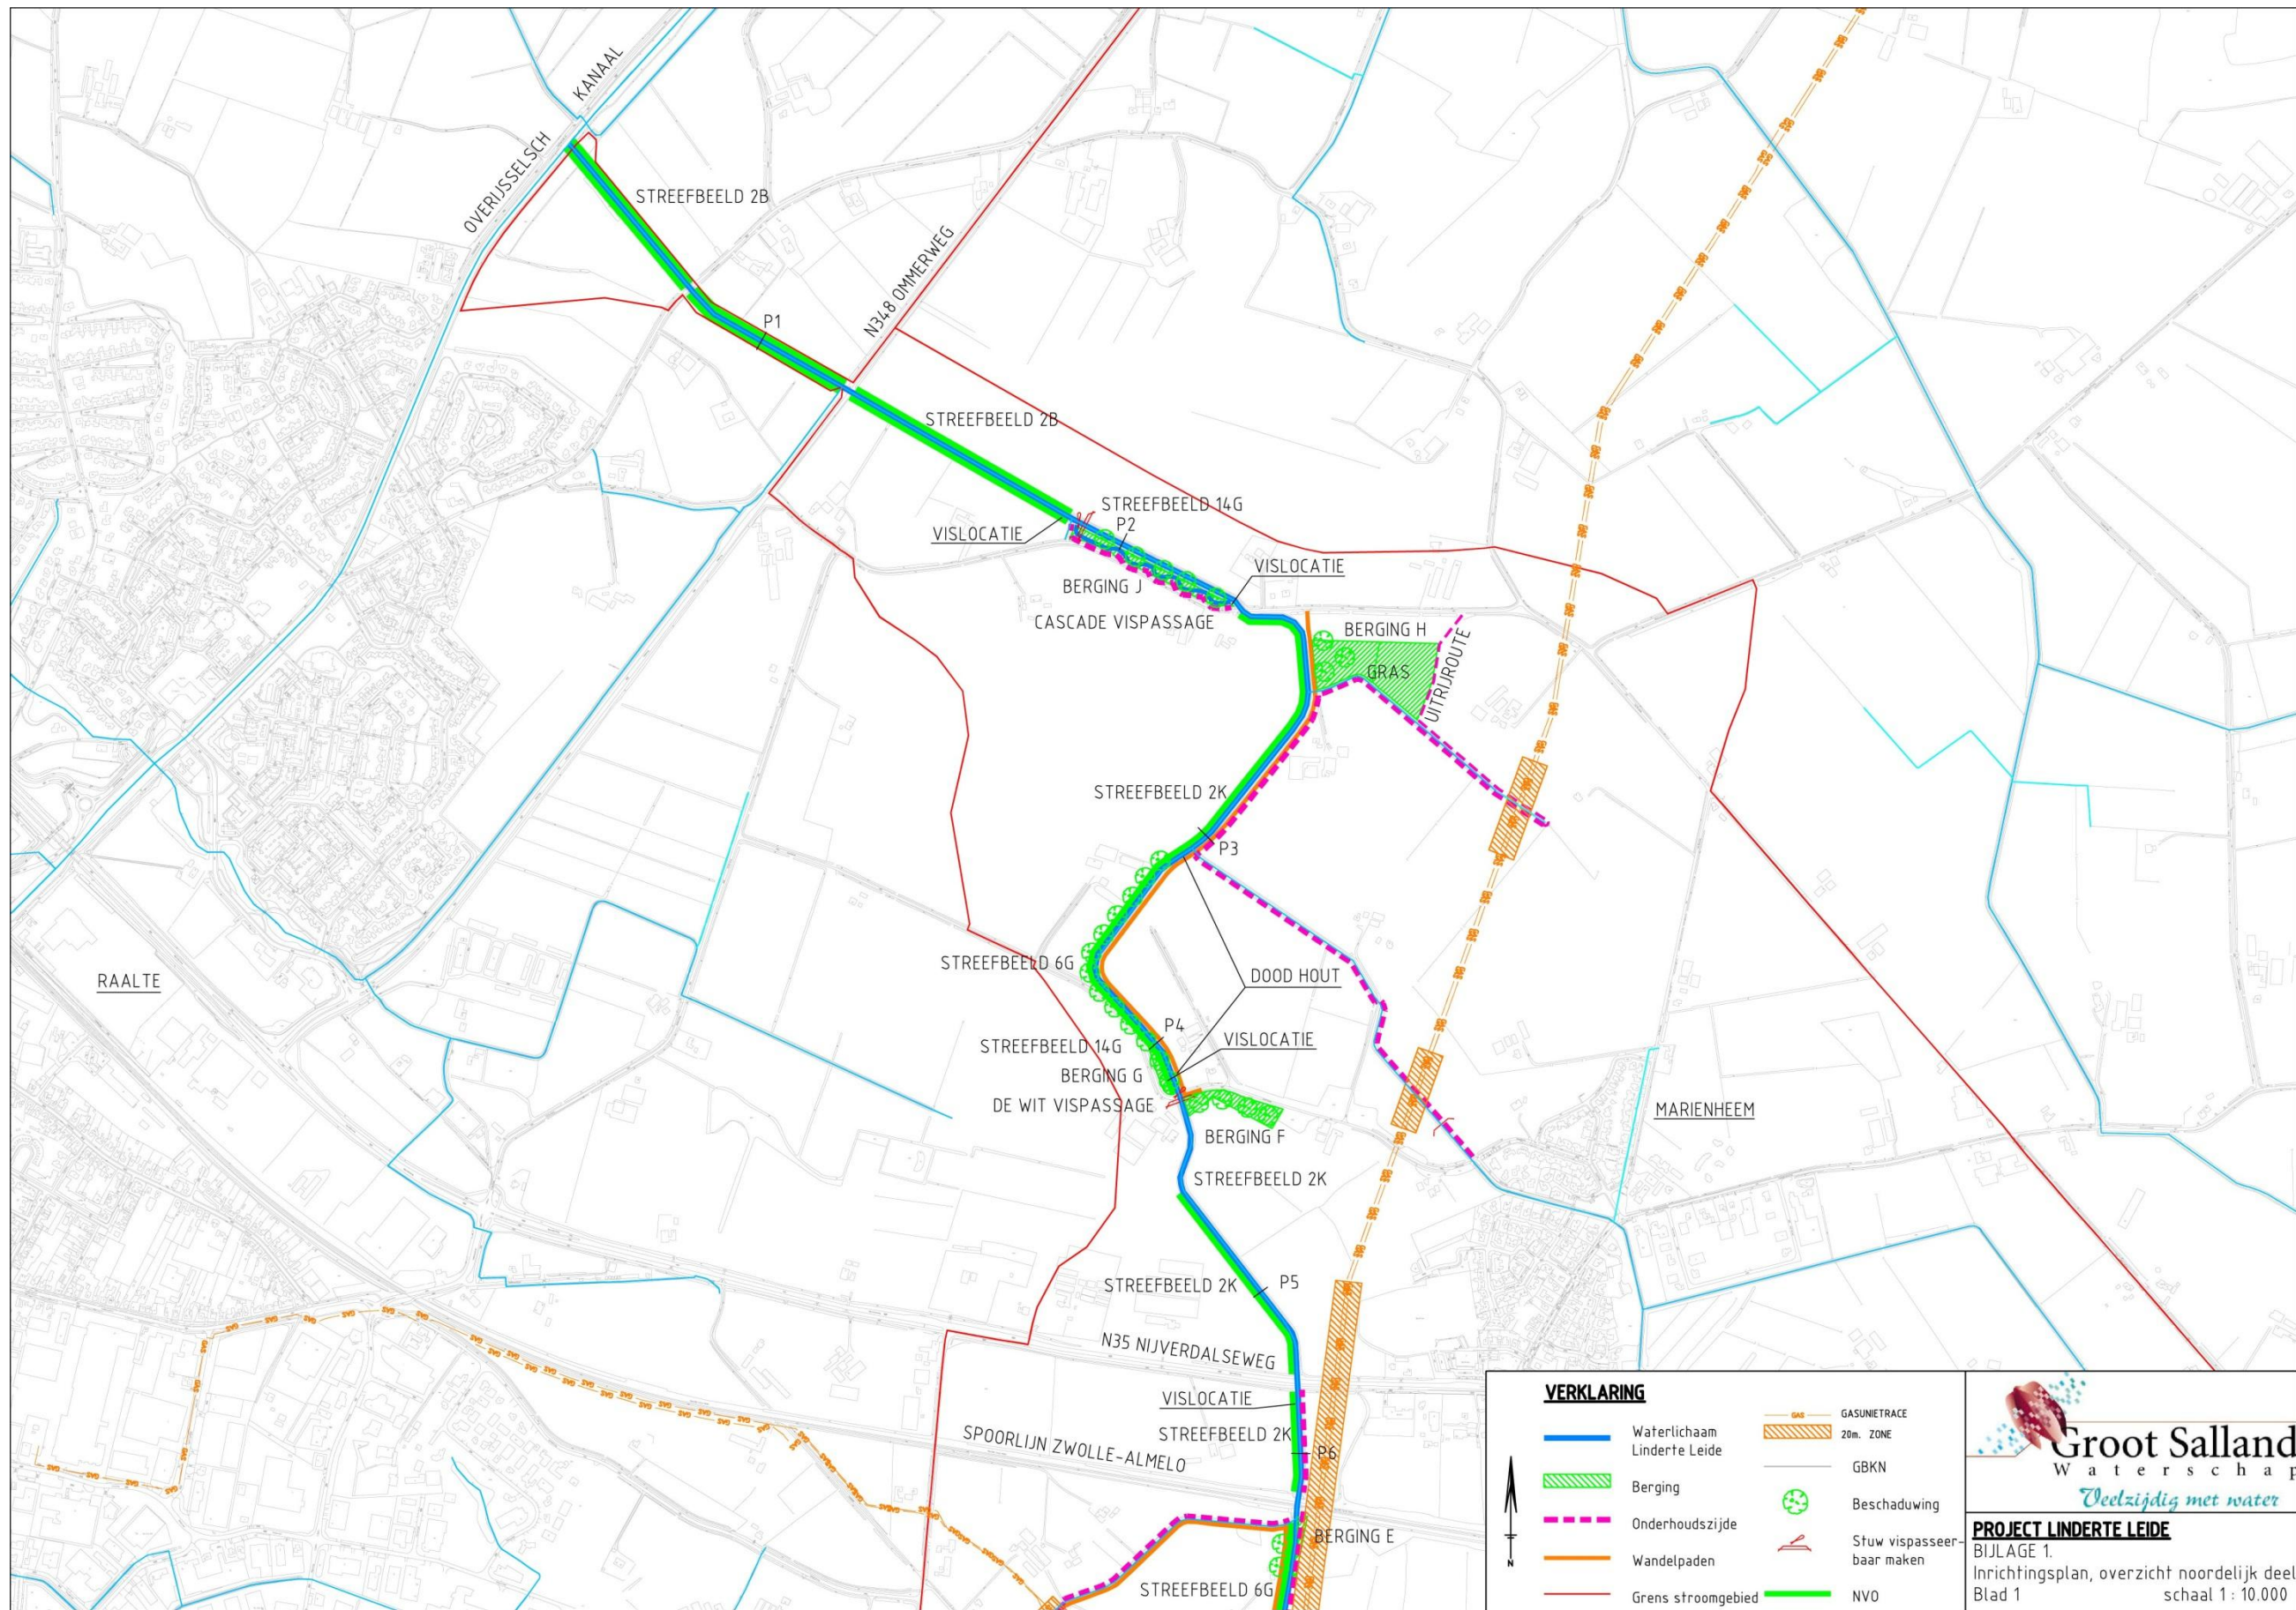 KANAAL
OVERIJSSELSCH
STREEFBEELD 2B
N348 OMMERWEG
P1
STREEFBEELD 2B
STREEFBEELD 14G
P2
VISLOCATIE
VISLOCATIE
BERGING J
CASCADE VISPASSAGE
BERGING H
GRAS
UITRIJROUTE
STREEFBEELD 2K
P3
STREEFBEELD 6G
RAALTE
DOOD HOUT
P4
VISLOCATIE
STREEFBEELD 14G
BERGING G
DE WIT VISPASSAGE
MARIENHEEM
BERGING F
STREEFBEELD 2K
STREEFBEELD 2K
P5
N35 NIJVERDALSEWEG
VISLOCATIE
STREEFBEELD 2K
P6
SPOORLIJN ZWOLLE-ALMELO
BERGING E
STREEFBEELD 6G
VERKLARING
Waterlichaam
Linderte Leide
Berging
Onderhoudszijde
Wandelpaden
Grens stroomgebied
GAS
GASUNIETRACE
20m. ZONE
GBKN
Beschaduwing
Stuw vispasseer-
baar maken
NVO
N
Groot Salland
Waterschap
Veelzijdig met water
PROJECT LINDERTE LEIDE
BIJLAGE 1.
Inrichtingsplan, overzicht noordelijk deel
Blad 1 schaal 1 : 10.000